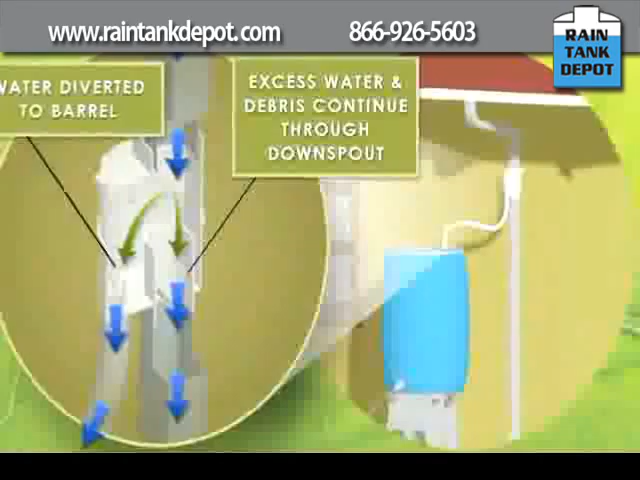 www.raintankdepot.com
866-926-5603
RAIN
TANK
DEPOT
WATER DIVERTED
TO BARREL
EXCESS WATER &
DEBRIS CONTINUE
THROUGH
DOWNSPOUT